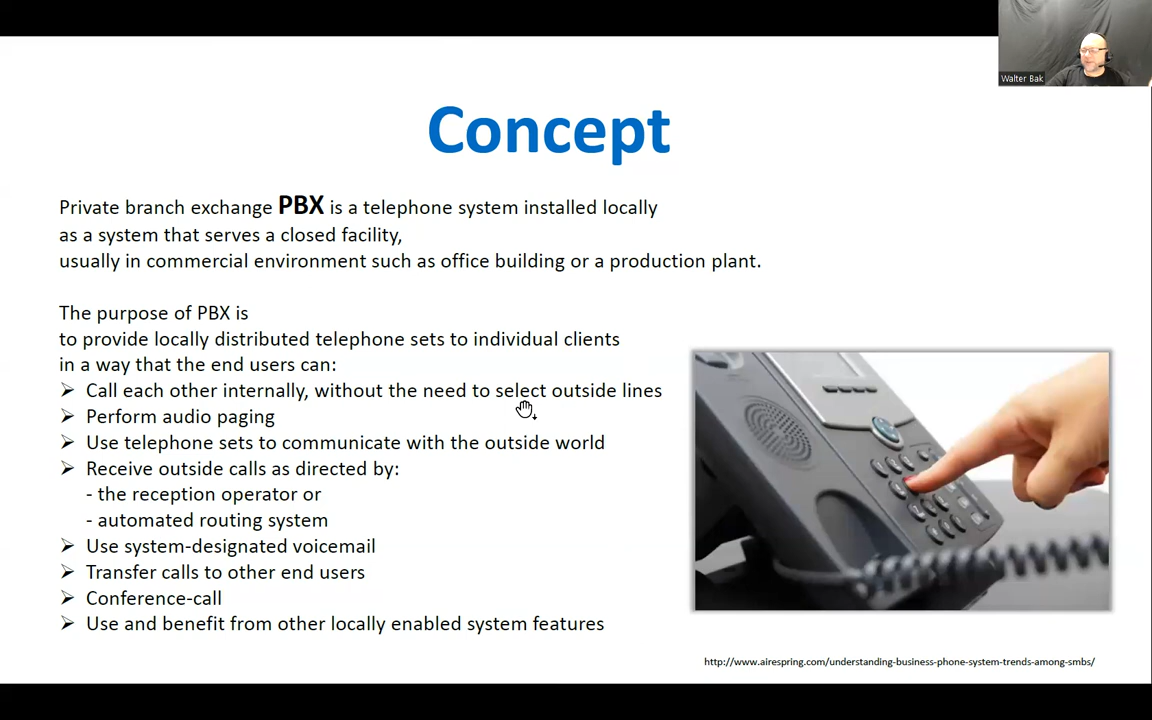 Walter Bak
Concept
Private branch exchange PBX is a telephone system installed locally
as a system that serves a closed facility,
usually in commercial environment such as office building or a production plant.
The purpose of PBX is
to provide locally distributed telephone sets to individual clients
in a way that the end users can:
➢ Call each other internally, without the need to select outside lines
➢ Perform audio paging
➢ Use telephone sets to communicate with the outside world
➢ Receive outside calls as directed by:
- the reception operator or
- automated routing system
➢ Use system-designated voicemail
➢ Transfer calls to other end users
➢ Conference-call
➢ Use and benefit from other locally enabled system features
http://www.airespring.com/understanding-business-phone-system-trends-among-smbs/